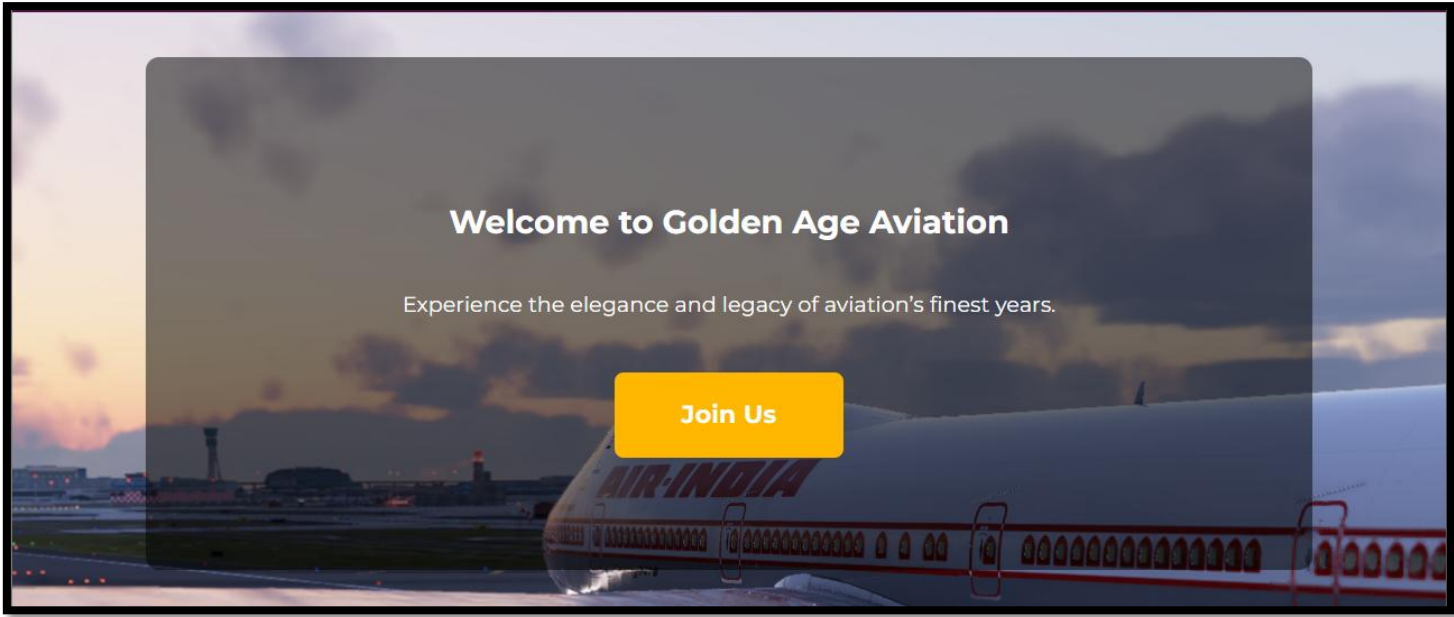 Welcome to Golden Age Aviation
Experience the elegance and legacy of aviation’s finest years.
Join Us
AIR-INDIA